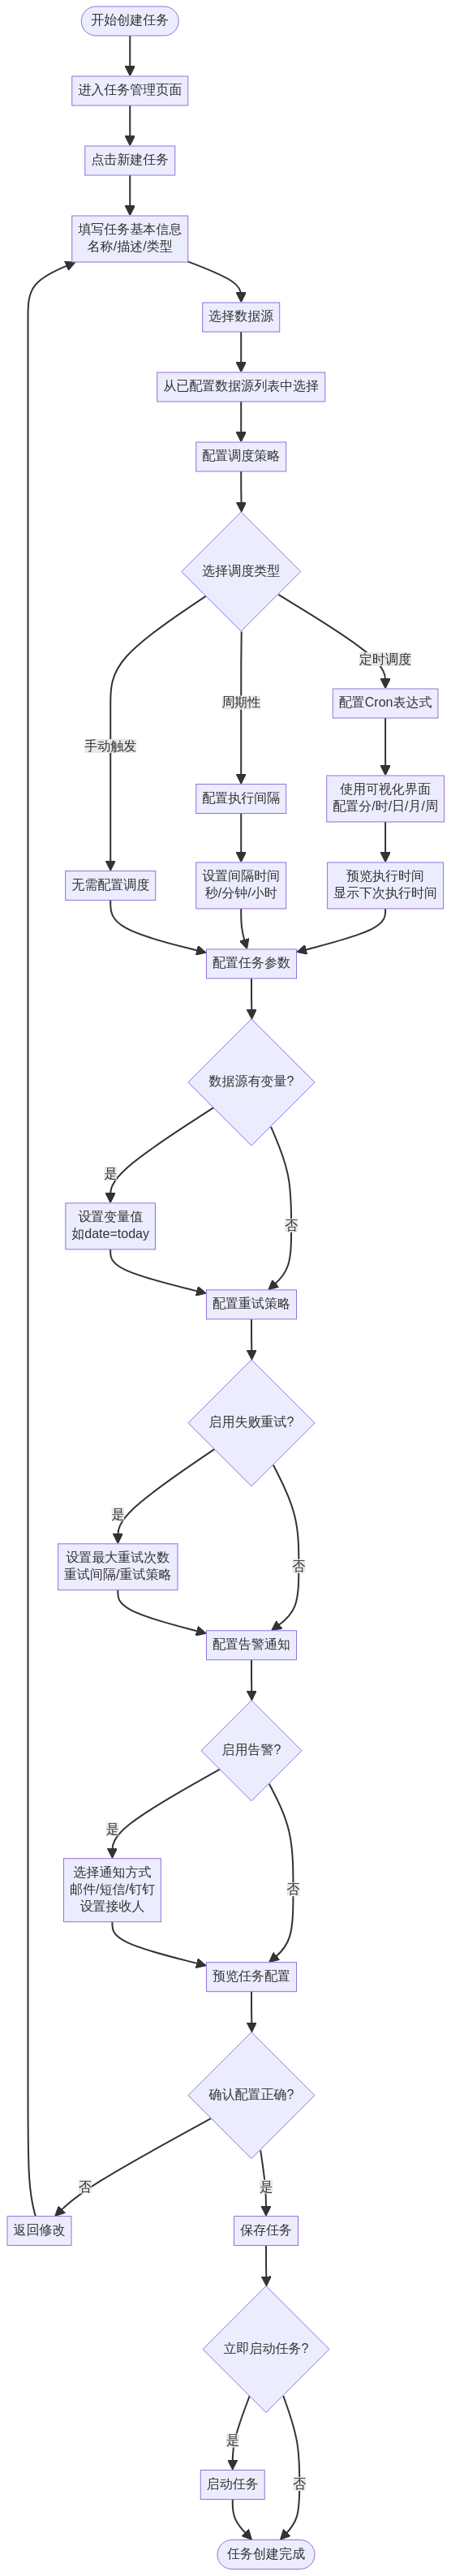 开始创建任务
进入任务管理页面
点击新建任务
填写任务基本信息
名称/描述/类型
选择数据源
从已配置数据源列表中选择
配置调度策略
选择调度类型
定时调度
周期性
配置Cron表达式
手动触发
使用可视化界面
配置分/时/日/月/周
配置执行间隔
无需配置调度
设置间隔时间
秒/分钟/小时
预览执行时间
显示下次执行时间
配置任务参数
数据源有变量?
是
设置变量值
如date=today
否
配置重试策略
启用失败重试?
是
设置最大重试次数
重试间隔/重试策略
否
配置告警通知
启用告警?
是
选择通知方式
邮件/短信/钉钉
设置接收人
否
预览任务配置
确认配置正确?
否
是
返回修改
保存任务
立即启动任务?
是
启动任务
否
任务创建完成